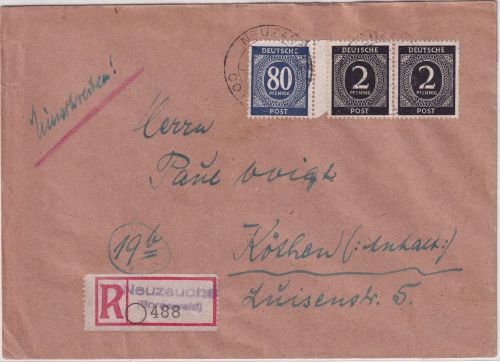 Einschreiben!
NEUZAU
DEUTSCHE
80
PFENNIG
POST
DEUTSCHE
2
PFENNIG
POST
DEUTSCHE
2
PFENNIG
POST
Herrn
Paul Voigt
19b
Köthen (:Anhalt:)
Luisenstr. 5.
R
Neuzauche
(Spreewald)
488